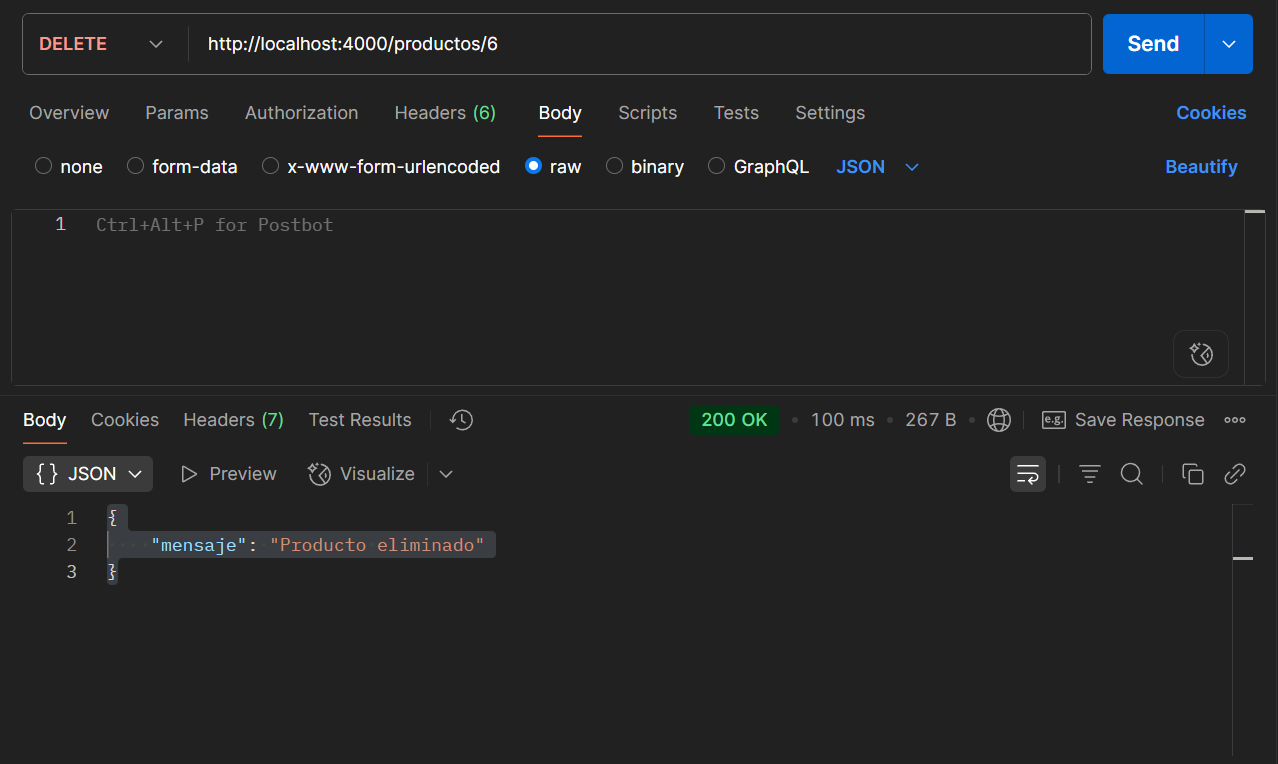 DELETE http://localhost:4000/productos/6 Send
Overview Params Authorization Headers (6) Body Scripts Tests Settings Cookies
none form-data x-www-form-urlencoded raw binary GraphQL JSON Beautify
1 Ctrl+Alt+P for Postbot
Body Cookies Headers (7) Test Results 200 OK • 100 ms • 267 B • e.g. Save Response
{} JSON Preview Visualize
1 {
2 "mensaje": "Producto eliminado"
3 }